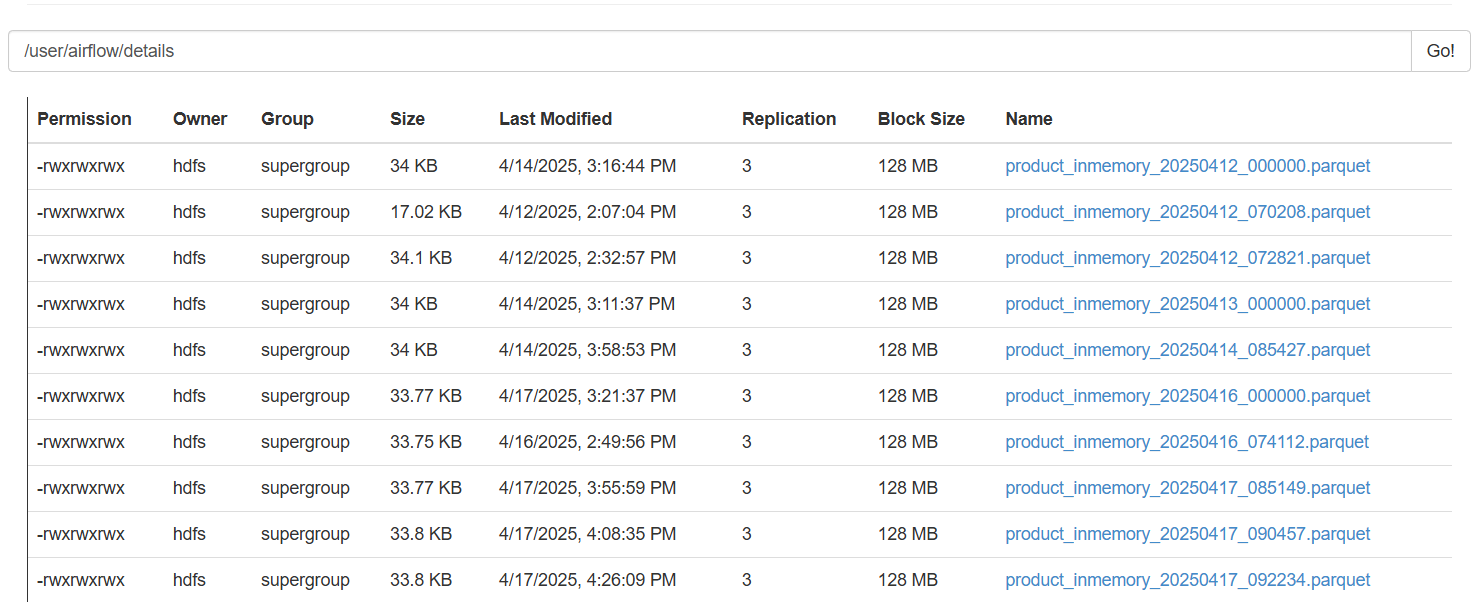 /user/airflow/details Go!
Permission Owner Group Size Last Modified Replication Block Size Name
-rwxrwxrwx hdfs supergroup 34 KB 4/14/2025, 3:16:44 PM 3 128 MB product_inmemory_20250412_000000.parquet
-rwxrwxrwx hdfs supergroup 17.02 KB 4/12/2025, 2:07:04 PM 3 128 MB product_inmemory_20250412_070208.parquet
-rwxrwxrwx hdfs supergroup 34.1 KB 4/12/2025, 2:32:57 PM 3 128 MB product_inmemory_20250412_072821.parquet
-rwxrwxrwx hdfs supergroup 34 KB 4/14/2025, 3:11:37 PM 3 128 MB product_inmemory_20250413_000000.parquet
-rwxrwxrwx hdfs supergroup 34 KB 4/14/2025, 3:58:53 PM 3 128 MB product_inmemory_20250414_085427.parquet
-rwxrwxrwx hdfs supergroup 33.77 KB 4/17/2025, 3:21:37 PM 3 128 MB product_inmemory_20250416_000000.parquet
-rwxrwxrwx hdfs supergroup 33.75 KB 4/16/2025, 2:49:56 PM 3 128 MB product_inmemory_20250416_074112.parquet
-rwxrwxrwx hdfs supergroup 33.77 KB 4/17/2025, 3:55:59 PM 3 128 MB product_inmemory_20250417_085149.parquet
-rwxrwxrwx hdfs supergroup 33.8 KB 4/17/2025, 4:08:35 PM 3 128 MB product_inmemory_20250417_090457.parquet
-rwxrwxrwx hdfs supergroup 33.8 KB 4/17/2025, 4:26:09 PM 3 128 MB product_inmemory_20250417_092234.parquet